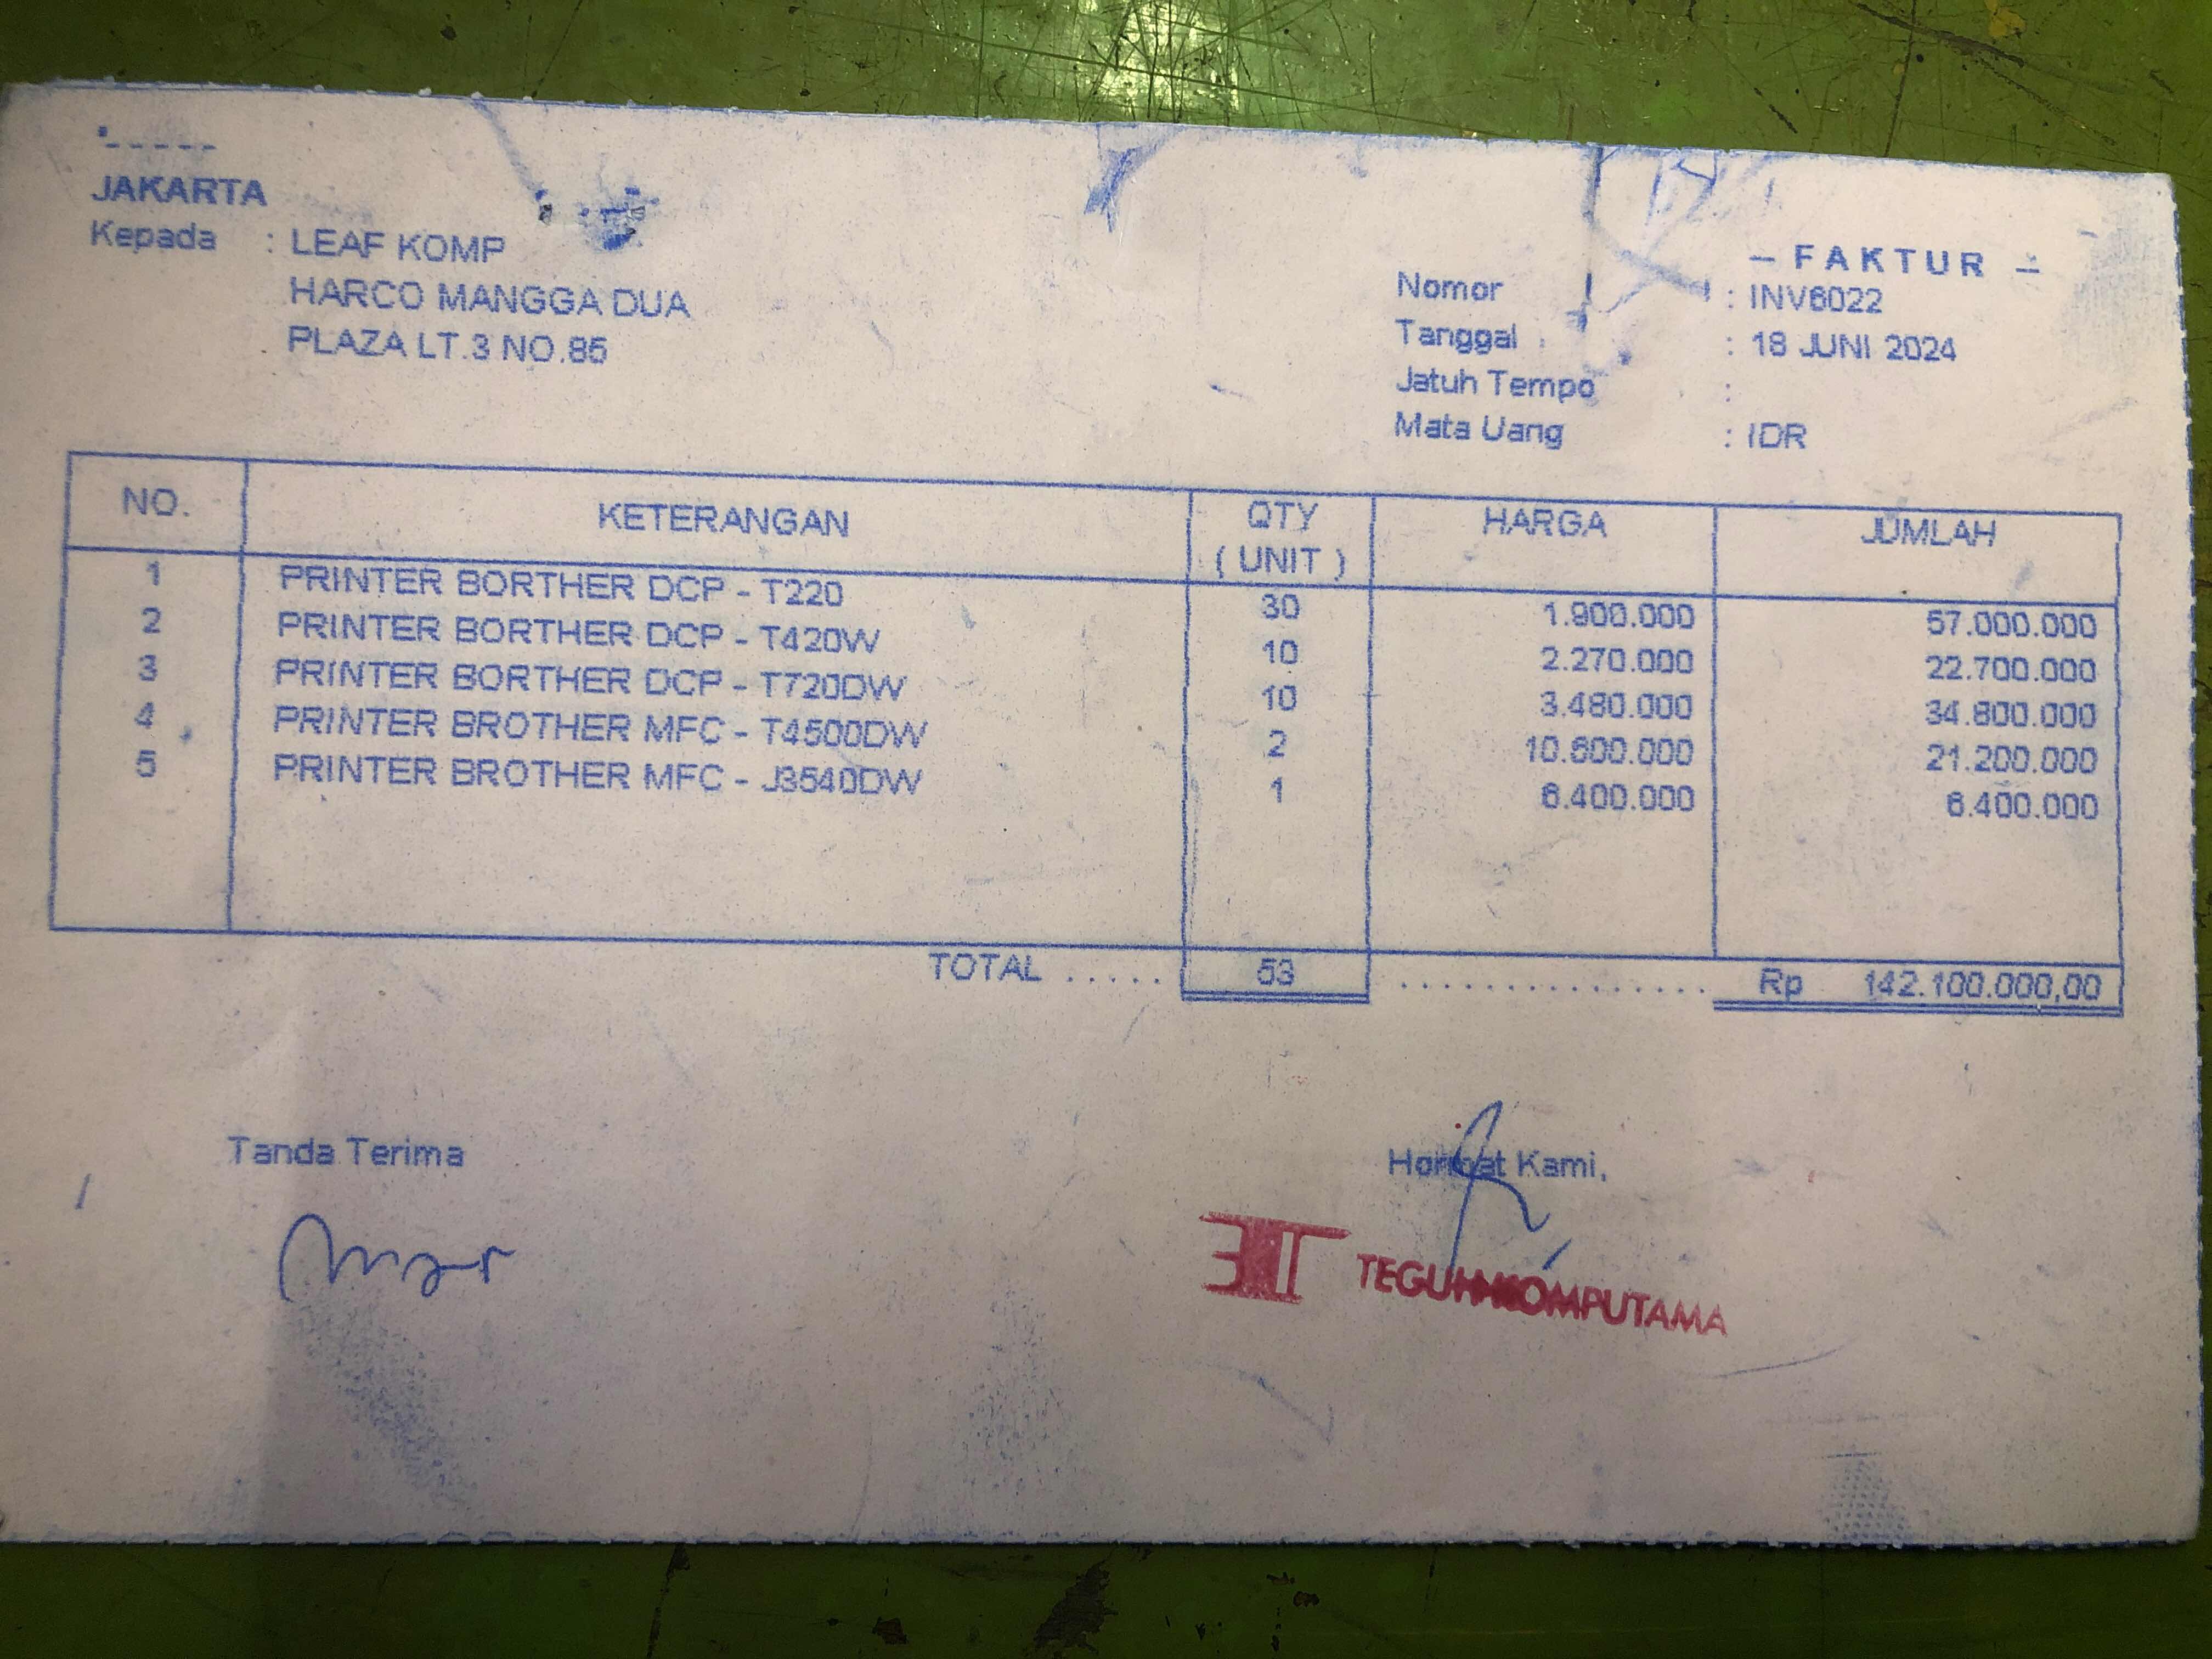 JAKARTA
Kepada : LEAF KOMP
HARCO MANGGA DUA
PLAZA LT.3 NO.85
– FAKTUR –
Nomor : INV6022
Tanggal : 18 JUNI 2024
Jatuh Tempo :
Mata Uang : IDR
NO. KETERANGAN QTY ( UNIT ) HARGA JUMLAH
1 PRINTER BORTHER DCP - T220 30 1.900.000 57.000.000
2 PRINTER BORTHER DCP - T420W 10 2.270.000 22.700.000
3 PRINTER BORTHER DCP - T720DW 10 3.480.000 34.800.000
4 PRINTER BROTHER MFC - T4500DW 2 10.600.000 21.200.000
5 PRINTER BROTHER MFC - J3540DW 1 6.400.000 6.400.000
TOTAL ..... 53 ................ Rp 142.100.000,00
Tanda Terima
Hormat Kami,
TEGUH KOMPUTAMA